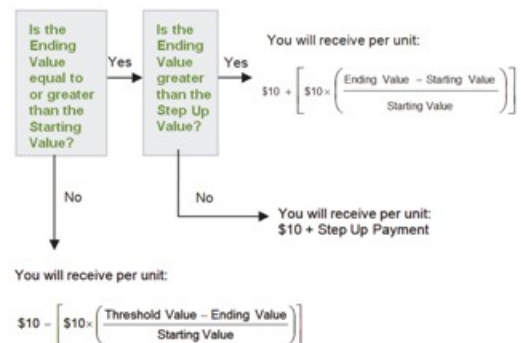 Is the
Ending
Value
equal to
or greater
than the
Starting
Value?
Yes
Is the
Ending
Value
greater
than the
Step Up
Value?
Yes
You will receive per unit:
$10 + [ $10 × ( Ending Value – Starting Value
Starting Value ) ]
No
No
You will receive per unit:
$10 + Step Up Payment
You will receive per unit:
$10 – [ $10 × ( Threshold Value – Ending Value
Starting Value ) ]